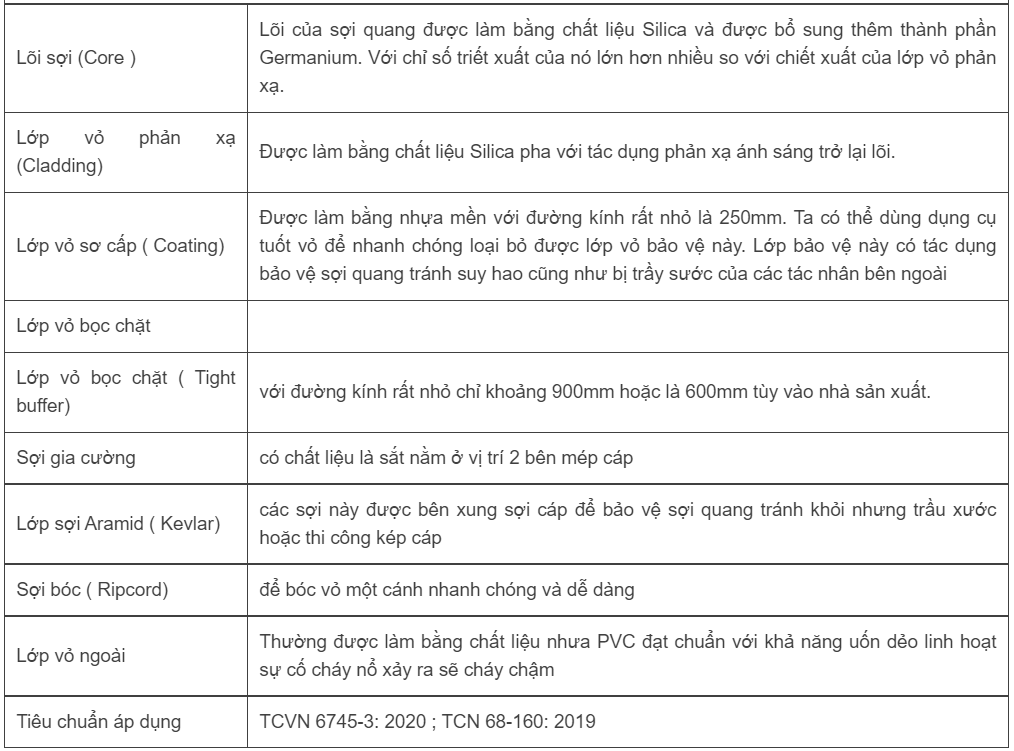 Lõi sợi (Core )
Lõi của sợi quang được làm bằng chất liệu Silica và được bổ sung thêm thành phần
Germanium. Với chỉ số triết xuất của nó lớn hơn nhiều so với chiết xuất của lớp vỏ phản
xạ.
Lớp vỏ phản xạ
(Cladding)
Được làm bằng chất liệu Silica pha với tác dụng phản xạ ánh sáng trở lại lõi.
Lớp vỏ sơ cấp ( Coating)
Được làm bằng nhựa mền với đường kính rất nhỏ là 250mm. Ta có thể dùng dụng cụ
tuốt vỏ để nhanh chóng loại bỏ được lớp vỏ bảo vệ này. Lớp bảo vệ này có tác dụng
bảo vệ sợi quang tránh suy hao cũng như bị trầy sước của các tác nhân bên ngoài
Lớp vỏ bọc chặt
Lớp vỏ bọc chặt ( Tight
buffer)
với đường kính rất nhỏ chỉ khoảng 900mm hoặc là 600mm tùy vào nhà sản xuất.
Sợi gia cường
có chất liệu là sắt nằm ở vị trí 2 bên mép cáp
Lớp sợi Aramid ( Kevlar)
các sợi này được bên xung sợi cáp để bảo vệ sợi quang tránh khỏi nhưng trầu xước
hoặc thi công kép cáp
Sợi bóc ( Ripcord)
để bóc vỏ một cánh nhanh chóng và dễ dàng
Lớp vỏ ngoài
Thường được làm bằng chất liệu nhưa PVC đạt chuẩn với khả năng uốn dẻo linh hoạt
sự cố cháy nổ xảy ra sẽ cháy chậm
Tiêu chuẩn áp dụng
TCVN 6745-3: 2020 ; TCN 68-160: 2019